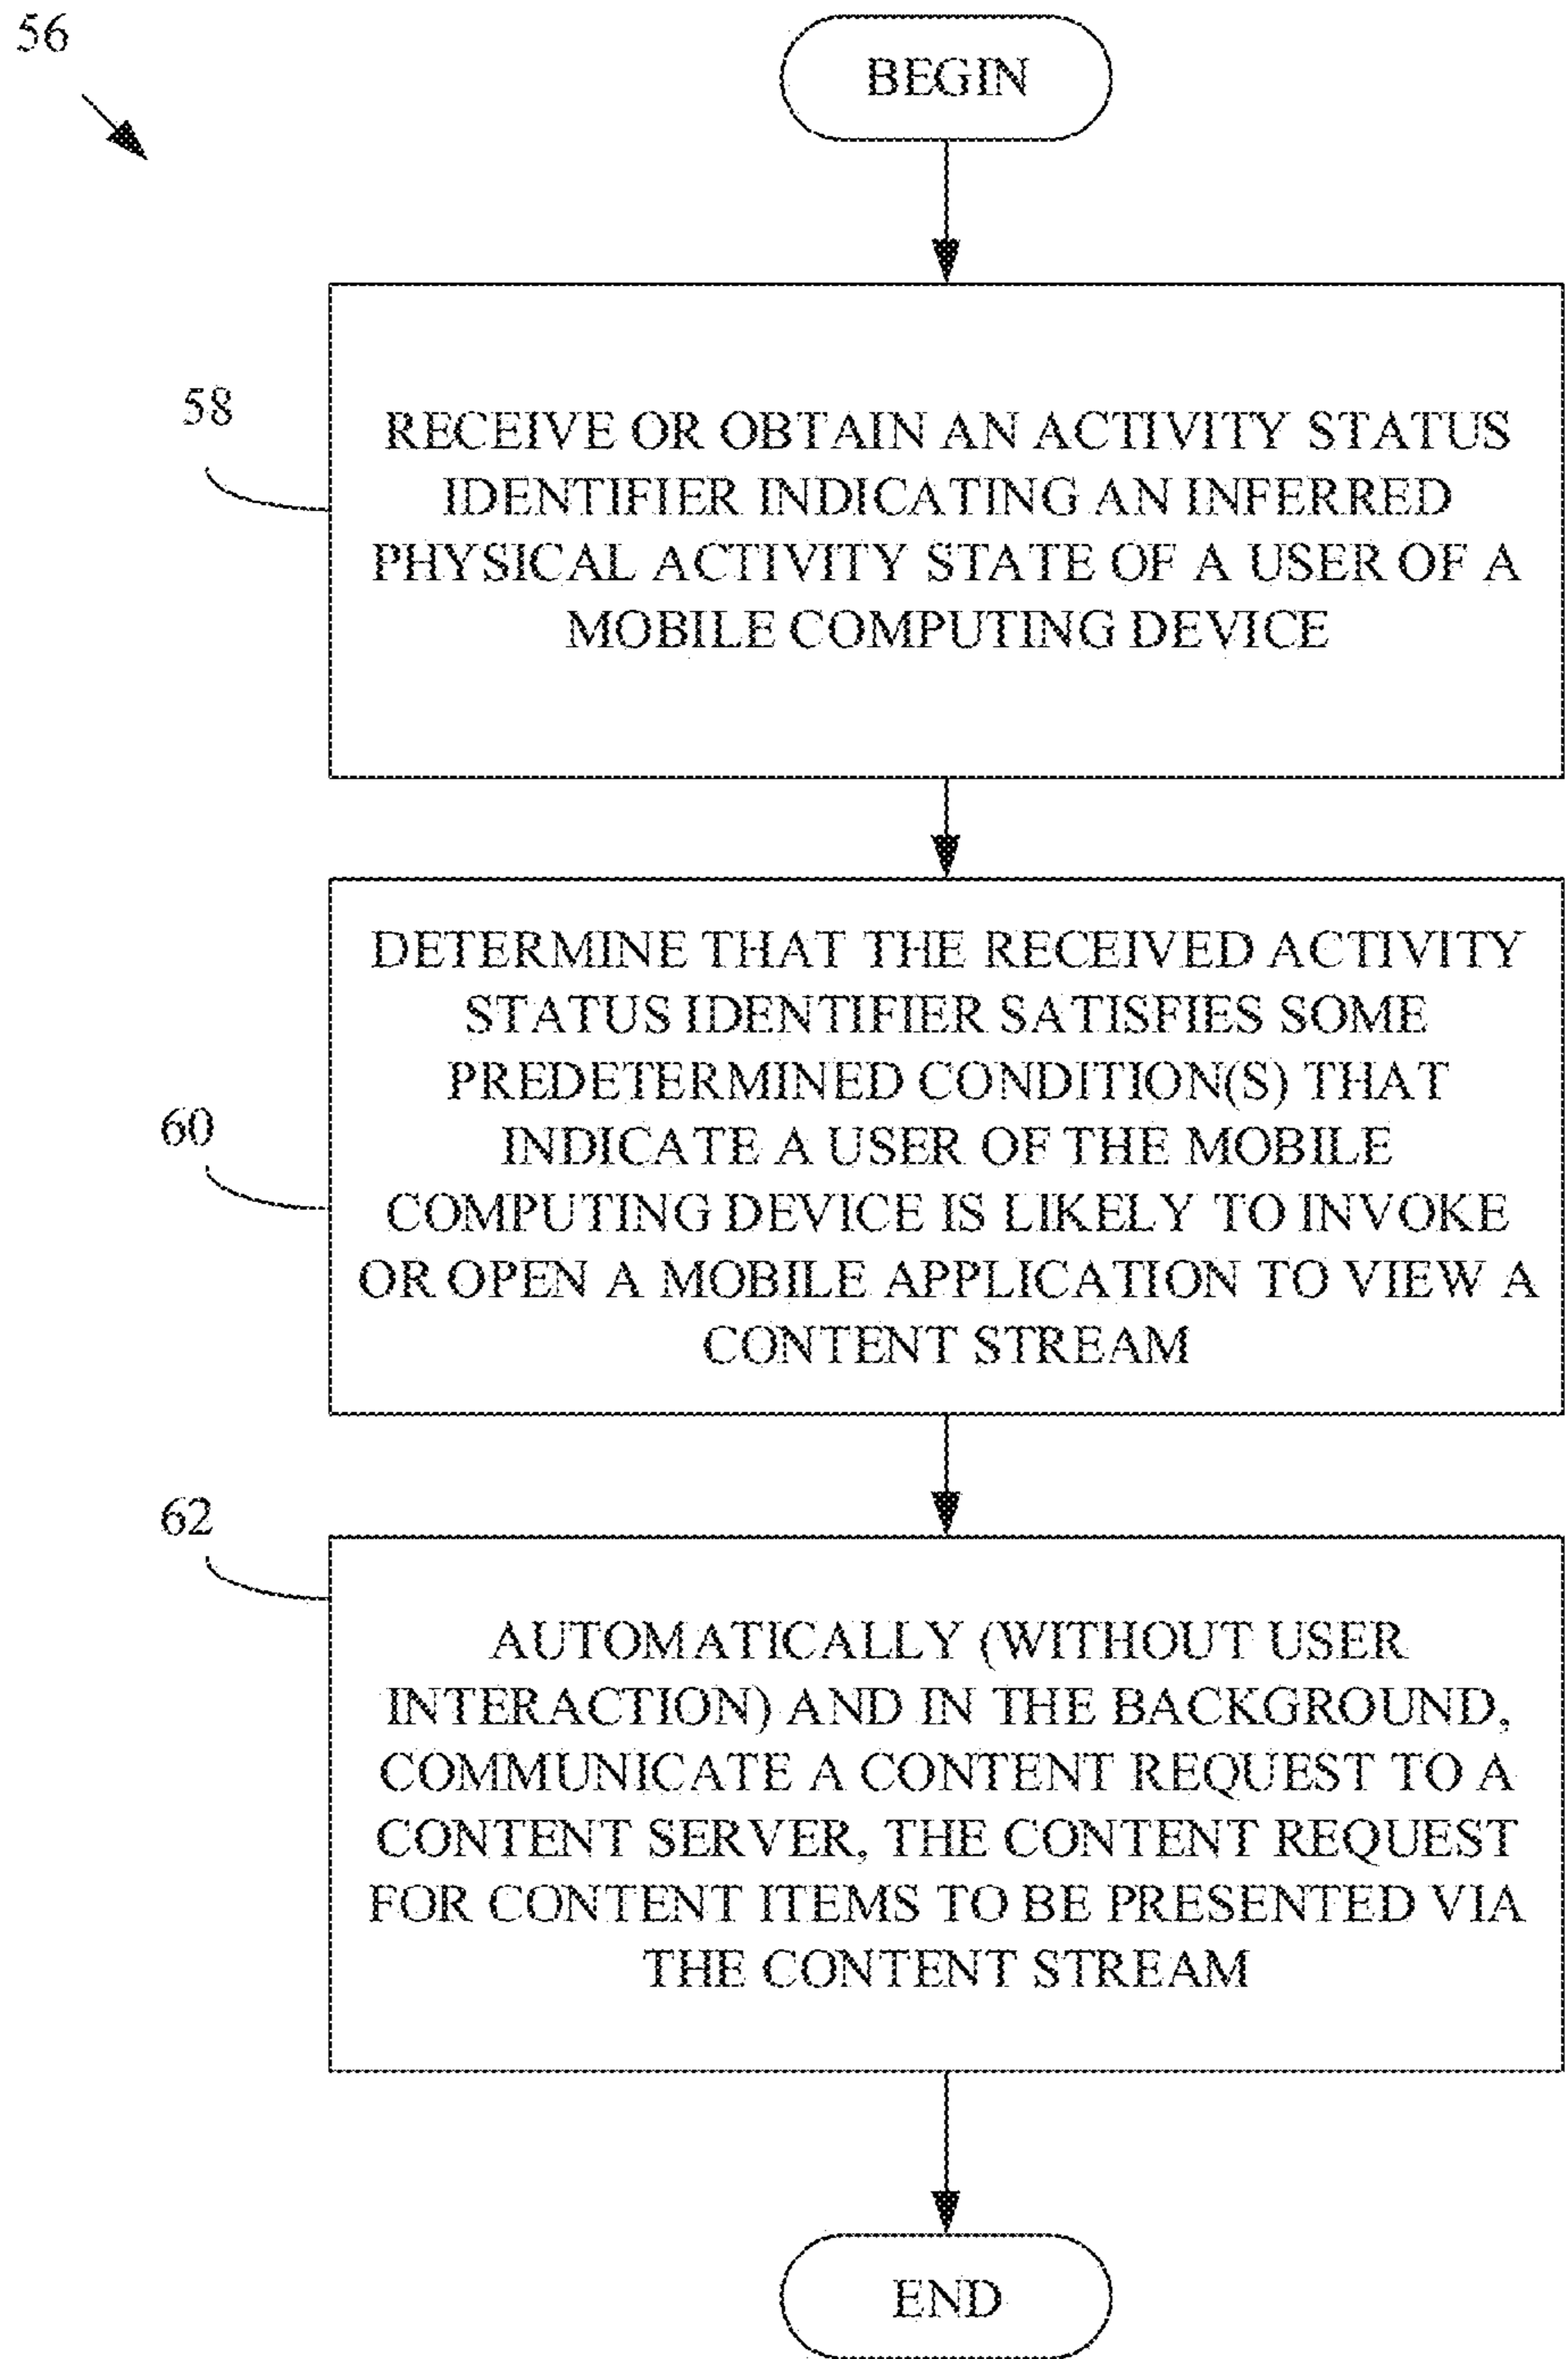 56
BEGIN
58
RECEIVE OR OBTAIN AN ACTIVITY STATUS
IDENTIFIER INDICATING AN INFERRED
PHYSICAL ACTIVITY STATE OF A USER OF A
MOBILE COMPUTING DEVICE
60
DETERMINE THAT THE RECEIVED ACTIVITY
STATUS IDENTIFIER SATISFIES SOME
PREDETERMINED CONDITION(S) THAT
INDICATE A USER OF THE MOBILE
COMPUTING DEVICE IS LIKELY TO INVOKE
OR OPEN A MOBILE APPLICATION TO VIEW A
CONTENT STREAM
62
AUTOMATICALLY (WITHOUT USER
INTERACTION) AND IN THE BACKGROUND,
COMMUNICATE A CONTENT REQUEST TO A
CONTENT SERVER, THE CONTENT REQUEST
FOR CONTENT ITEMS TO BE PRESENTED VIA
THE CONTENT STREAM
END